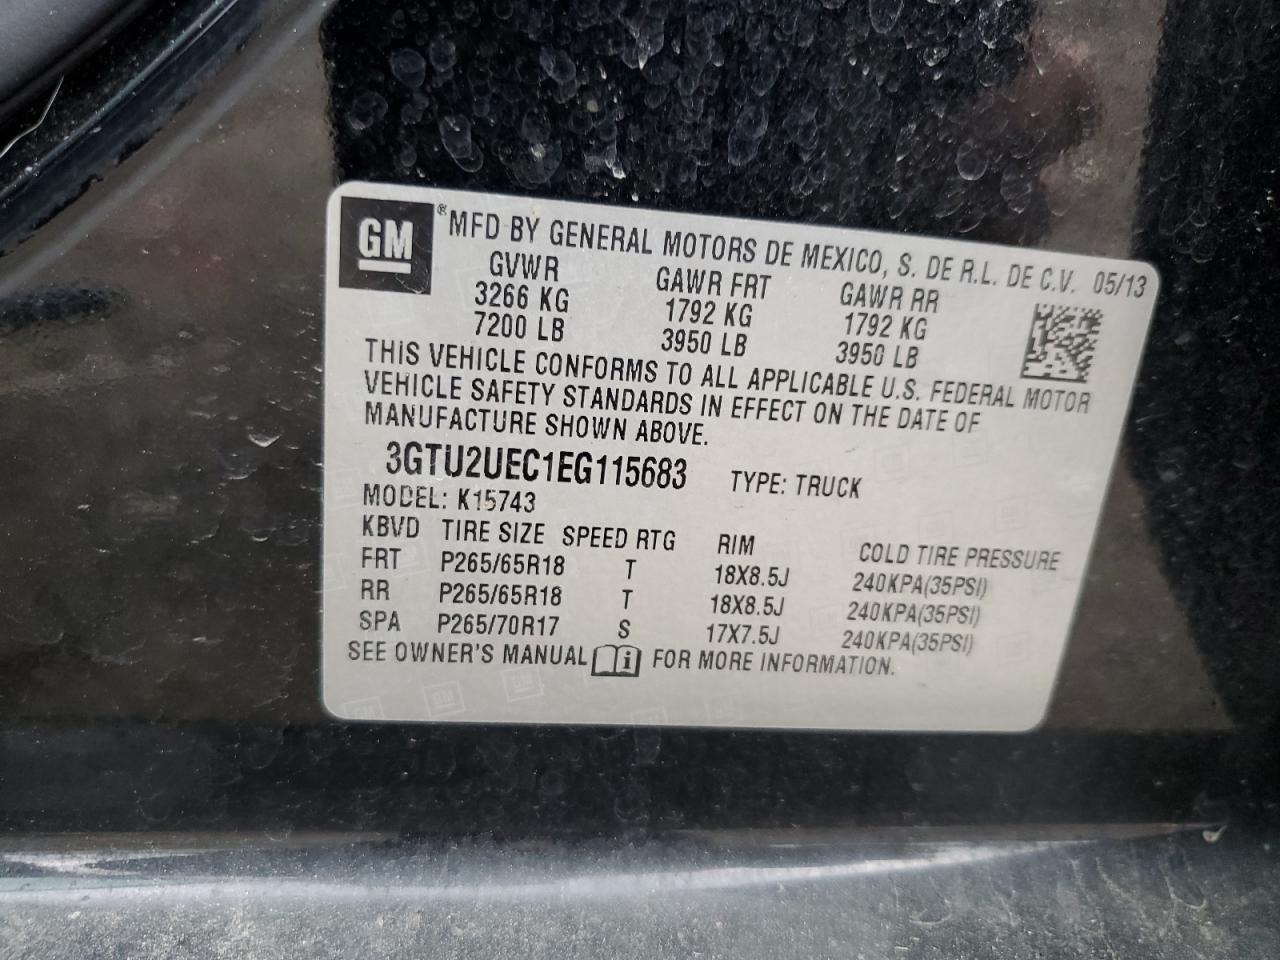 GM ® MFD BY GENERAL MOTORS DE MEXICO, S. DE R.L. DE C.V. 05/13
GVWR GAWR FRT GAWR RR
3266 KG 1792 KG 1792 KG
7200 LB 3950 LB 3950 LB
THIS VEHICLE CONFORMS TO ALL APPLICABLE U.S. FEDERAL MOTOR
VEHICLE SAFETY STANDARDS IN EFFECT ON THE DATE OF
MANUFACTURE SHOWN ABOVE.
3GTU2UEC1EG115683 TYPE: TRUCK
MODEL: K15743
KBVD TIRE SIZE SPEED RTG RIM COLD TIRE PRESSURE
FRT P265/65R18 T 18X8.5J 240KPA(35PSI)
RR P265/65R18 T 18X8.5J 240KPA(35PSI)
SPA P265/70R17 S 17X7.5J 240KPA(35PSI)
SEE OWNER'S MANUAL i FOR MORE INFORMATION.